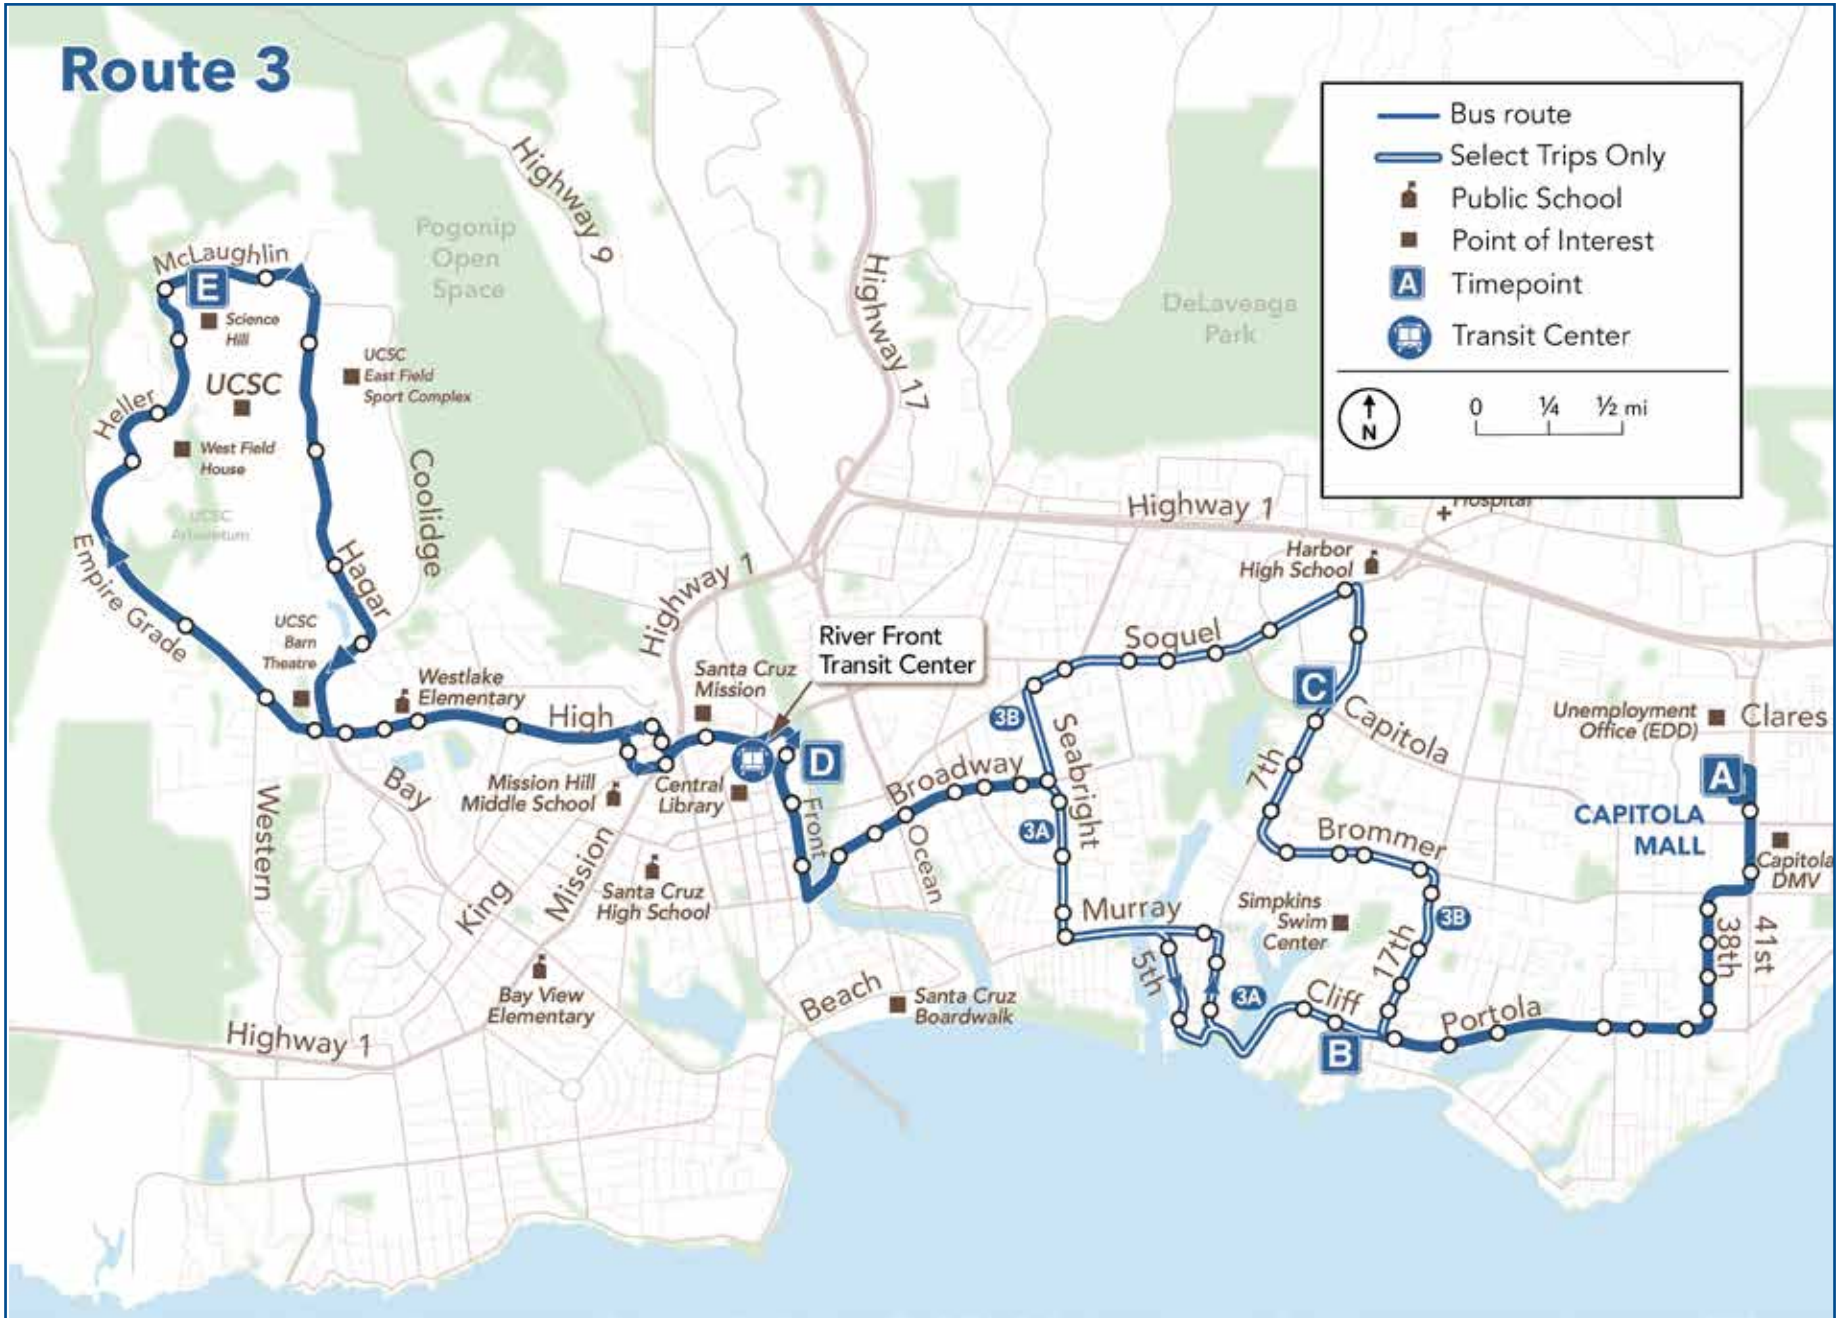 Route 3
Bus route
Select Trips Only
Public School
Point of Interest
A Timepoint
Transit Center
0 ¼ ½ mi
N
Highway 9
Pogonip
Open
Space
Highway 17
DeLaveaga
Park
McLaughlin
E
Science
Hill
UCSC
UCSC
East Field
Sport Complex
Heller
West Field
House
Coolidge
UCSC
Arboretum
Empire Grade
Hagar
UCSC
Barn
Theatre
Westlake
Elementary
High
Highway 1
Santa Cruz
Mission
River Front
Transit Center
D
Highway 1
Hospital
Harbor
High School
Soquel
C
Capitola
3B
Seabright
7th
Unemployment
Office (EDD)
Clares
A
CAPITOLA
MALL
Capitola
DMV
Bay
Mission Hill
Middle School
Central
Library
Front
Broadway
Ocean
3A
Brommer
Western
King
Mission
Santa Cruz
High School
Murray
Simpkins
Swim
Center
3B
17th
38th
41st
5th
3A
Cliff
B
Portola
Bay View
Elementary
Beach
Santa Cruz
Boardwalk
Highway 1